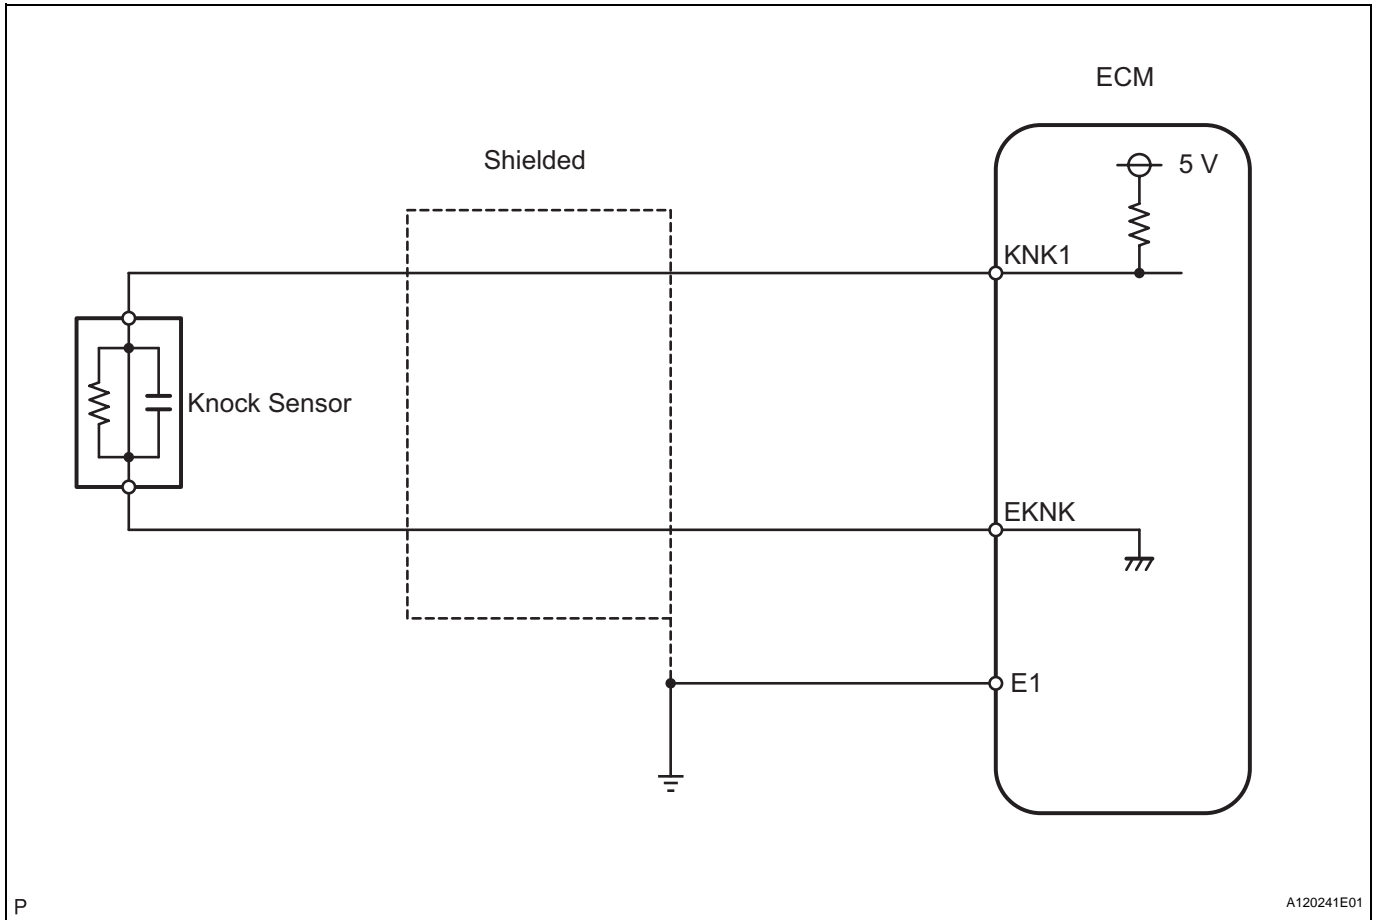 ECM
Shielded
5 V
KNK1
Knock Sensor
EKNK
E1
P
A120241E01